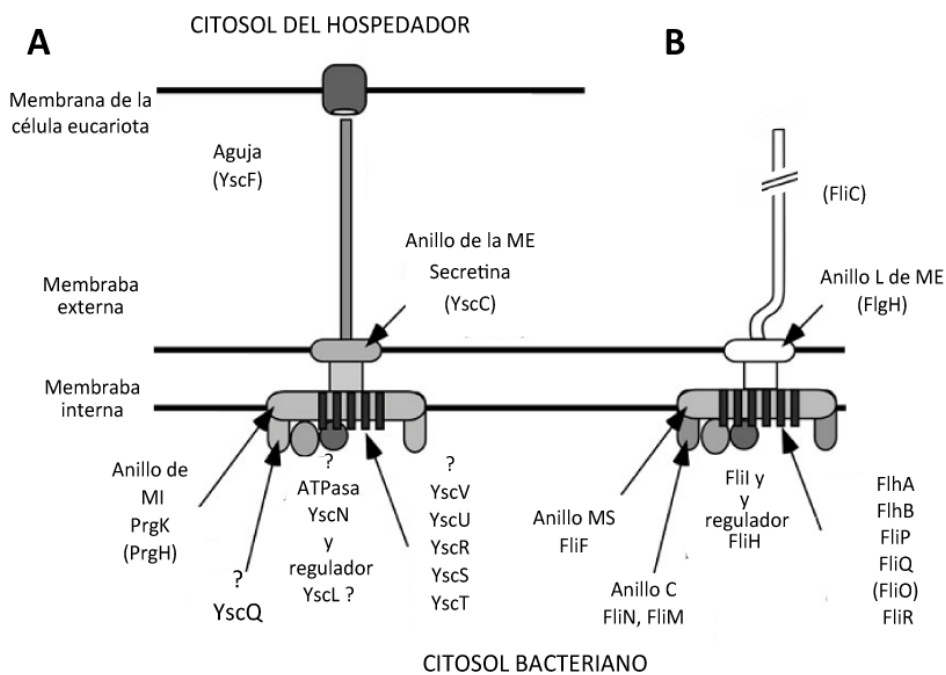 A
CITOSOL DEL HOSPEDADOR
B
Membrana de la
célula eucariota
Aguja
(YscF)
(FliC)
Anillo de la ME
Secretina
(YscC)
Anillo L de ME
(FlgH)
Membraba
externa
Membraba
interna
Anillo de
MI
PrgK
(PrgH)
?
YscQ
?
ATPasa
YscN
y
regulador
YscL ?
?
YscV
YscU
YscR
YscS
YscT
Anillo MS
FliF
Anillo C
FliN, FliM
FliI y
y
regulador
FliH
FlhA
FlhB
FliP
FliQ
(FliO)
FliR
CITOSOL BACTERIANO